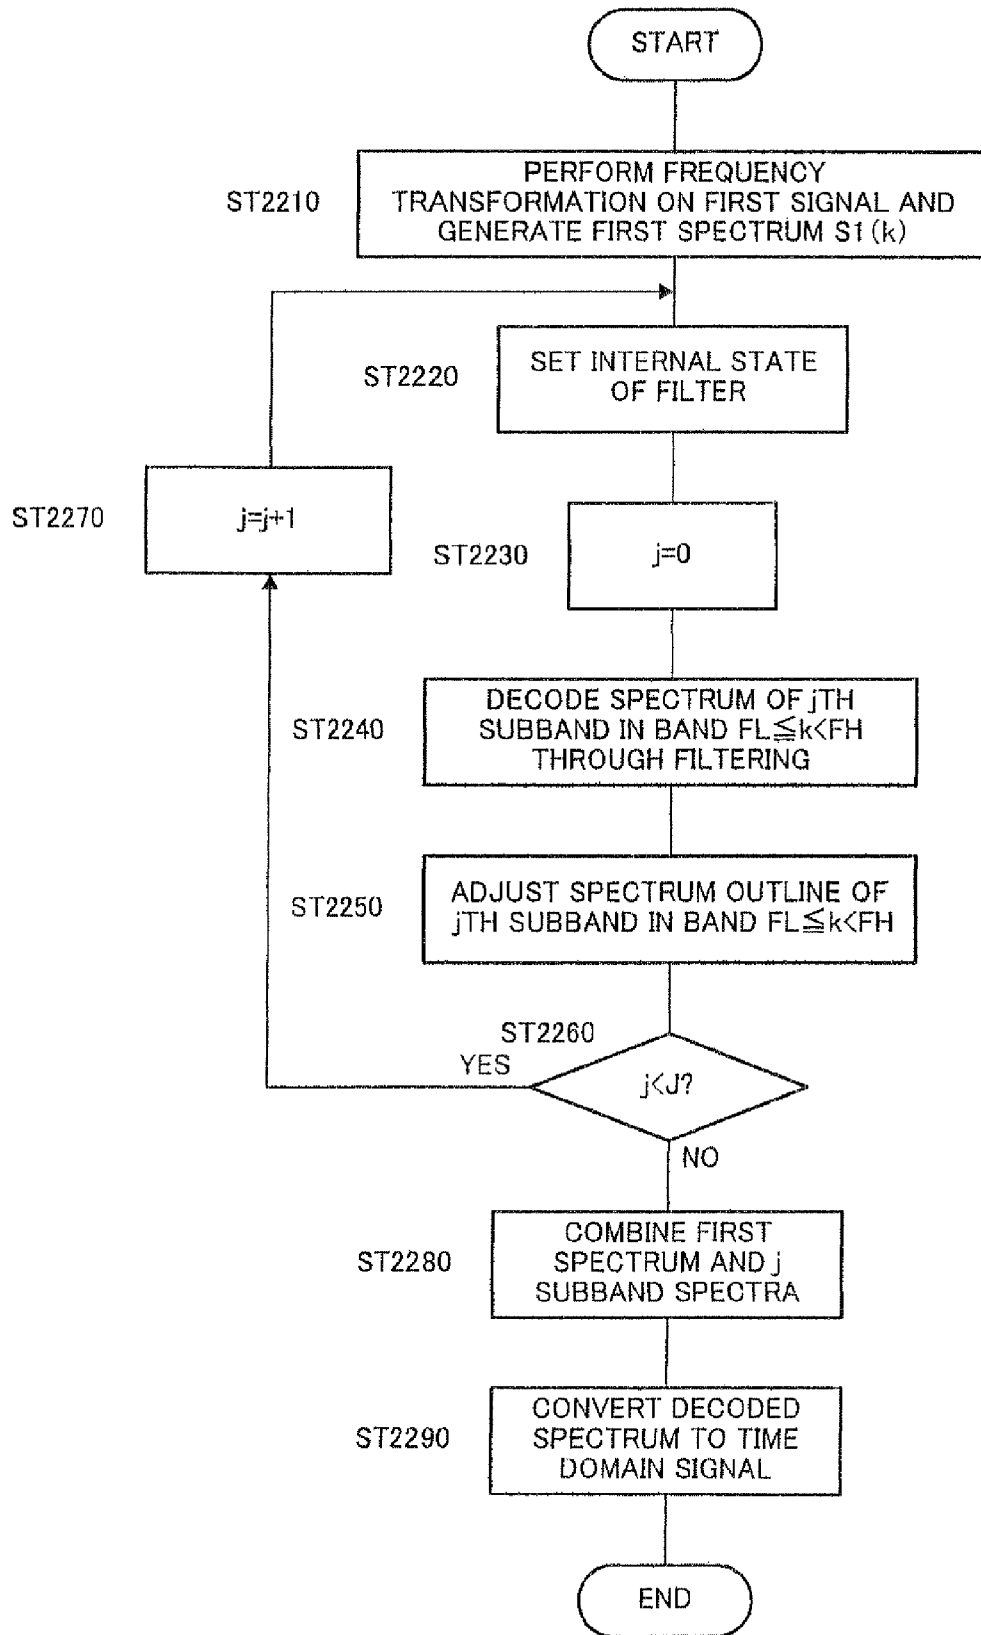 START
ST2210
PERFORM FREQUENCY
TRANSFORMATION ON FIRST SIGNAL AND
GENERATE FIRST SPECTRUM S1(k)
ST2220
SET INTERNAL STATE
OF FILTER
ST2270
j=j+1
ST2230
j=0
ST2240
DECODE SPECTRUM OF jTH
SUBBAND IN BAND FL≦k<FH
THROUGH FILTERING
ST2250
ADJUST SPECTRUM OUTLINE OF
jTH SUBBAND IN BAND FL≦k<FH
ST2260
YES
j<J?
NO
ST2280
COMBINE FIRST
SPECTRUM AND j
SUBBAND SPECTRA
ST2290
CONVERT DECODED
SPECTRUM TO TIME
DOMAIN SIGNAL
END